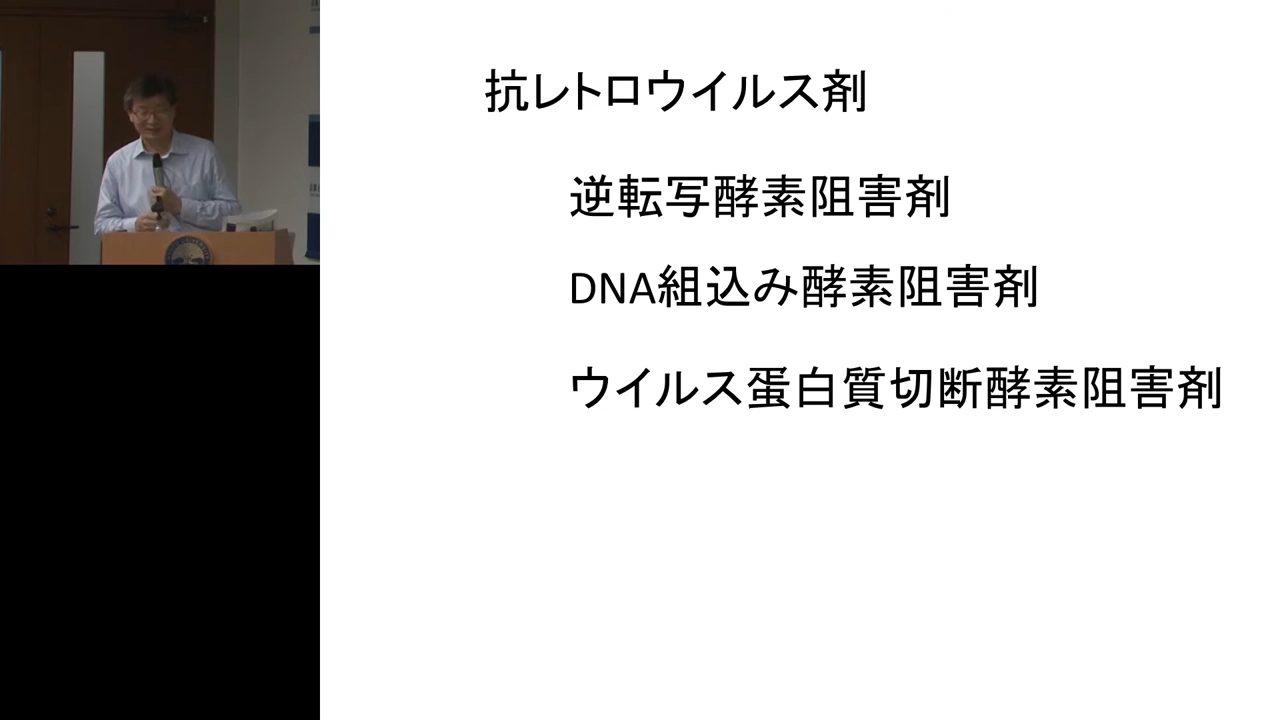 抗レトロウイルス剤
逆転写酵素阻害剤
DNA組込み酵素阻害剤
ウイルス蛋白質切断酵素阻害剤